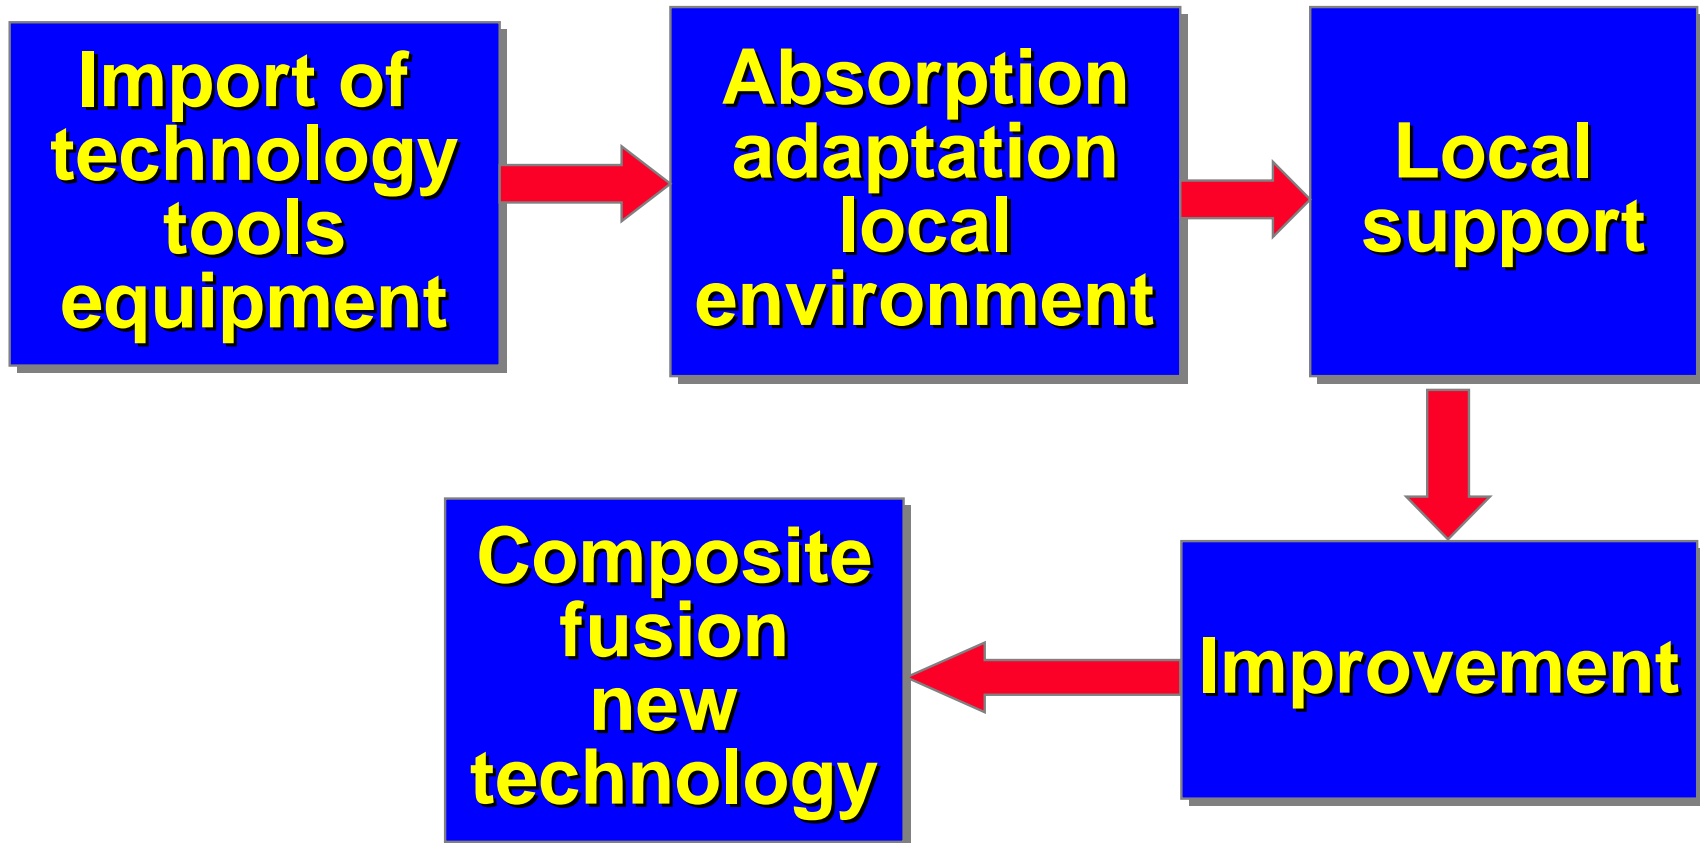 Import of
technology
tools
equipment
Absorption
adaptation
local
environment
Local
support
Improvement
Composite
fusion
new
technology